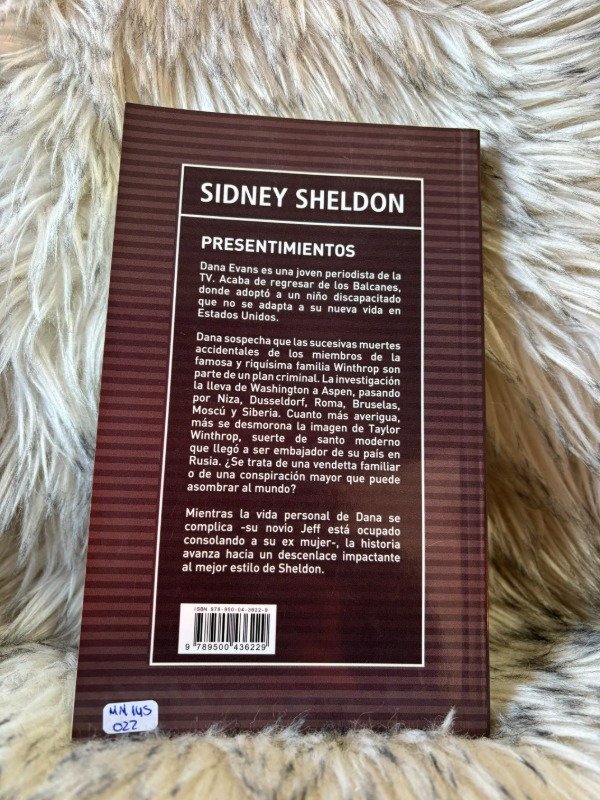 SIDNEY SHELDON
PRESENTIMIENTOS
Dana Evans es una joven periodista de la
TV. Acaba de regresar de los Balcanes,
donde adoptó a un niño discapacitado
que no se adapta a su nueva vida en
Estados Unidos.
Dana sospecha que las sucesivas muertes
accidentales de los miembros de la
famosa y riquísima familia Winthrop son
parte de un plan criminal. La investigación
la lleva de Washington a Aspen, pasando
por Niza, Dusseldorf, Roma, Bruselas,
Moscú y Siberia. Cuanto más averigua,
más se desmorona la imagen de Taylor
Winthrop, suerte de santo moderno
que llegó a ser embajador de su país en
Rusia. ¿Se trata de una vendetta familiar
o de una conspiración mayor que puede
asombrar al mundo?
Mientras la vida personal de Dana se
complica -su novio Jeff está ocupado
consolando a su ex mujer-, la historia
avanza hacia un descenlace impactante
al mejor estilo de Sheldon.
ISBN 978-950-04-3622-9
9 789500 436229
022